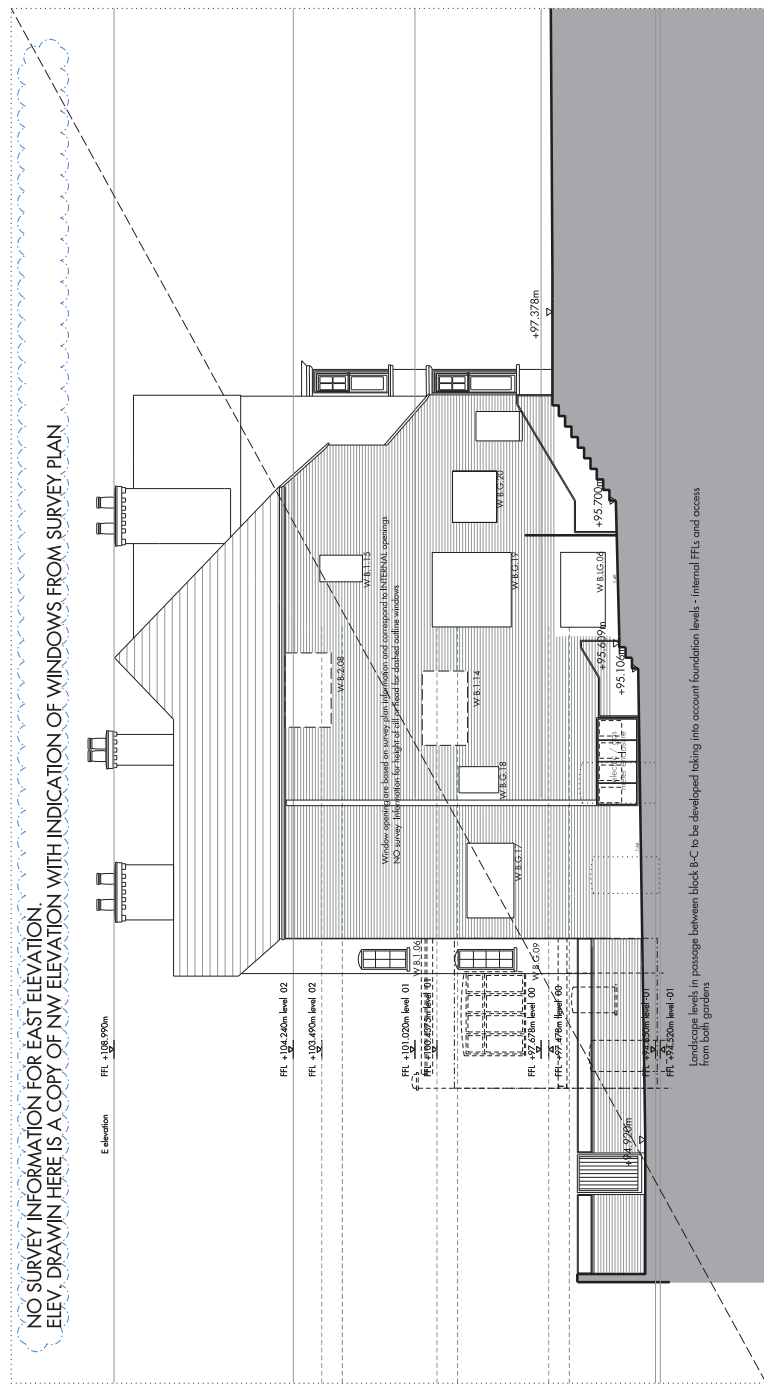 NO SURVEY INFORMATION FOR EAST ELEVATION.
ELEV, DRAWIN HERE IS A COPY OF NW ELEVATION WITH INDICATION OF WINDOWS FROM SURVEY PLAN
E elevation
FFL +108.990m
FFL +104.240m level 02
FFL +103.490m level 02
FFL +101.020m level 01
FFL level 01
FFL +97.678m level 00
FFL +97.478m level 00
FFL level -01
FFL +94.520m level -01
W B.1.06
W B.G.09
W B.G.17
W B.G.18
W B.1.14
W B.2.08
W B.1.15
W B.G.19
W B.G.20
W B.LG.06
Window opening are based on survey plan information and correspond to INTERNAL openings
NO survey Information for height of cill or head for dashed outline windows
+94.920m
+95.106m
+95.609m
+95.700m
+97.378m
Landscape levels in passage between block B-C to be developed taking into account foundation levels - internal FFLs and access
from both gardens